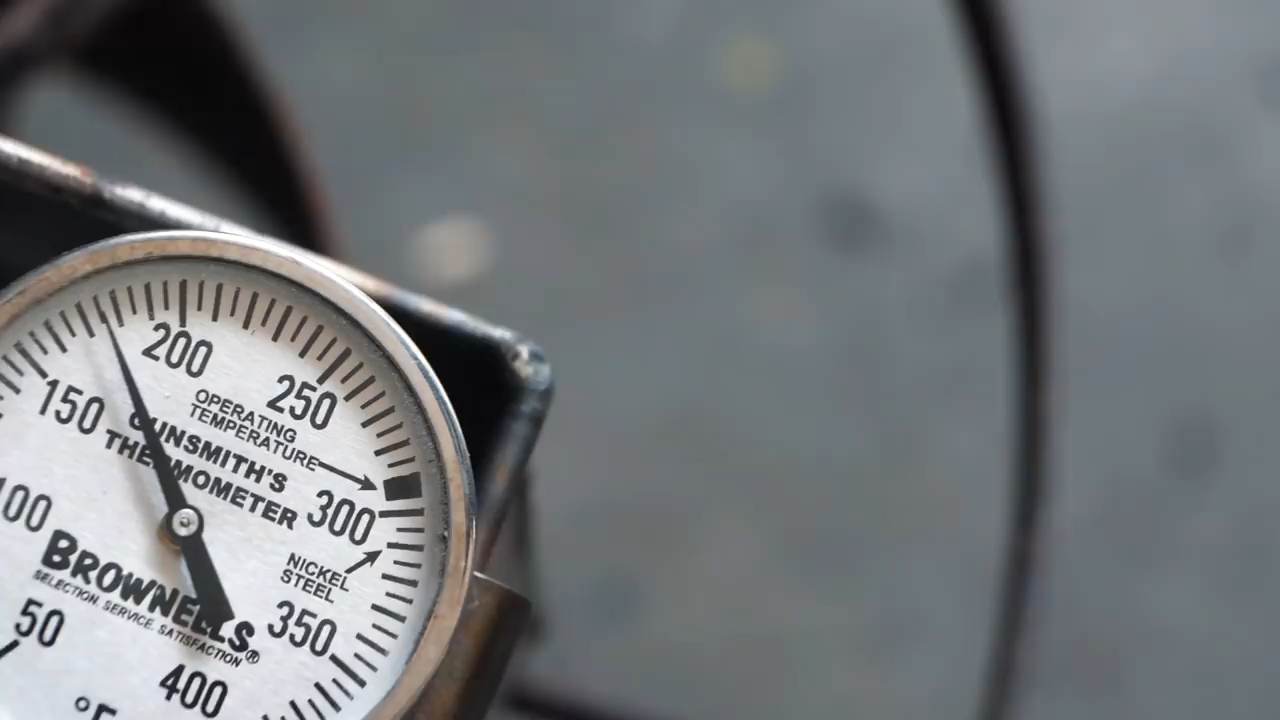 200
250
150
OPERATING
TEMPERATURE
GUNSMITH'S
THERMOMETER
300
100
NICKEL
STEEL
BROWNELLS®
SELECTION. SERVICE. SATISFACTION
350
50
400
°F